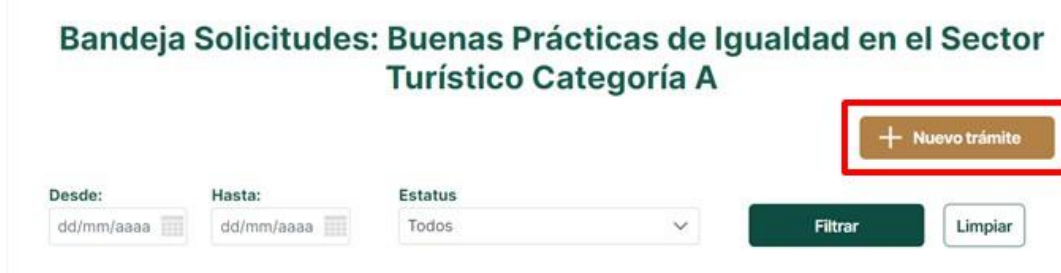 Bandeja Solicitudes: Buenas Prácticas de Igualdad en el Sector
Turístico Categoría A
Nuevo trámite
Desde:
Hasta:
Estatus
dd/mm/aaaa
dd/mm/aaaa
Todos
Filtrar
Limpiar